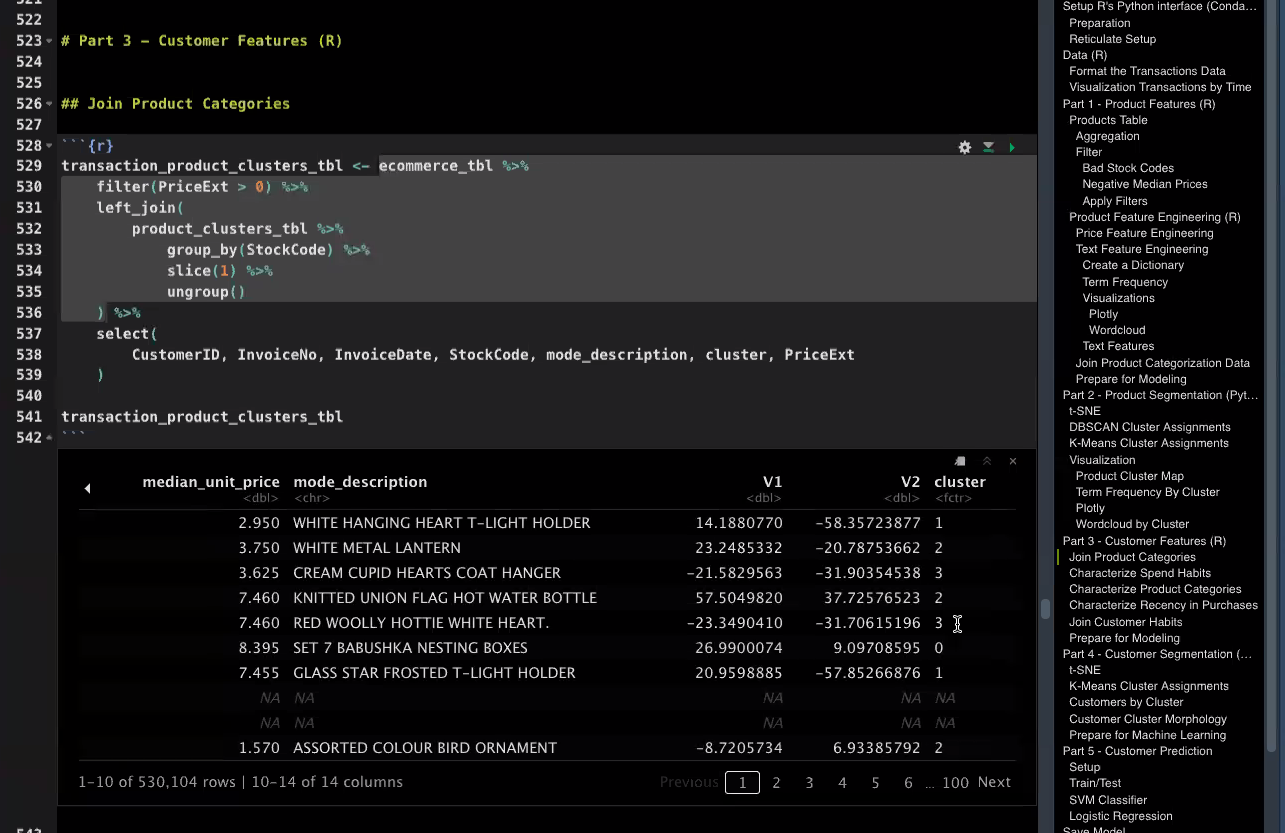 522
523 # Part 3 – Customer Features (R)
524
525
526 ## Join Product Categories
527
528 ```{r}
529 transaction_product_clusters_tbl <- ecommerce_tbl %>%
530 filter(PriceExt > 0) %>%
531 left_join(
532 product_clusters_tbl %>%
533 group_by(StockCode) %>%
534 slice(1) %>%
535 ungroup()
536 ) %>%
537 select(
538 CustomerID, InvoiceNo, InvoiceDate, StockCode, mode_description, cluster, PriceExt
539 )
540
541 transaction_product_clusters_tbl
542 ```
median_unit_price mode_description V1 V2 cluster
<dbl> <chr> <dbl> <dbl> <fctr>
2.950 WHITE HANGING HEART T-LIGHT HOLDER 14.1880770 -58.35723877 1
3.750 WHITE METAL LANTERN 23.2485332 -20.78753662 2
3.625 CREAM CUPID HEARTS COAT HANGER -21.5829563 -31.90354538 3
7.460 KNITTED UNION FLAG HOT WATER BOTTLE 57.5049820 37.72576523 2
7.460 RED WOOLLY HOTTIE WHITE HEART. -23.3490410 -31.70615196 3
8.395 SET 7 BABUSHKA NESTING BOXES 26.9900074 9.09708595 0
7.455 GLASS STAR FROSTED T-LIGHT HOLDER 20.9598885 -57.85266876 1
NA NA NA NA NA
NA NA NA NA NA
1.570 ASSORTED COLOUR BIRD ORNAMENT -8.7205734 6.93385792 2
1-10 of 530,104 rows | 10-14 of 14 columns Previous 1 2 3 4 5 6 ... 100 Next
Setup R's Python interface (Conda...
Preparation
Reticulate Setup
Data (R)
Format the Transactions Data
Visualization Transactions by Time
Part 1 - Product Features (R)
Products Table
Aggregation
Filter
Bad Stock Codes
Negative Median Prices
Apply Filters
Product Feature Engineering (R)
Price Feature Engineering
Text Feature Engineering
Create a Dictionary
Term Frequency
Visualizations
Plotly
Wordcloud
Text Features
Join Product Categorization Data
Prepare for Modeling
Part 2 - Product Segmentation (Pyt...
t-SNE
DBSCAN Cluster Assignments
K-Means Cluster Assignments
Visualization
Product Cluster Map
Term Frequency By Cluster
Plotly
Wordcloud by Cluster
Part 3 - Customer Features (R)
Join Product Categories
Characterize Spend Habits
Characterize Product Categories
Characterize Recency in Purchases
Join Customer Habits
Prepare for Modeling
Part 4 - Customer Segmentation (...
t-SNE
K-Means Cluster Assignments
Customers by Cluster
Customer Cluster Morphology
Prepare for Machine Learning
Part 5 - Customer Prediction
Setup
Train/Test
SVM Classifier
Logistic Regression
Save Model